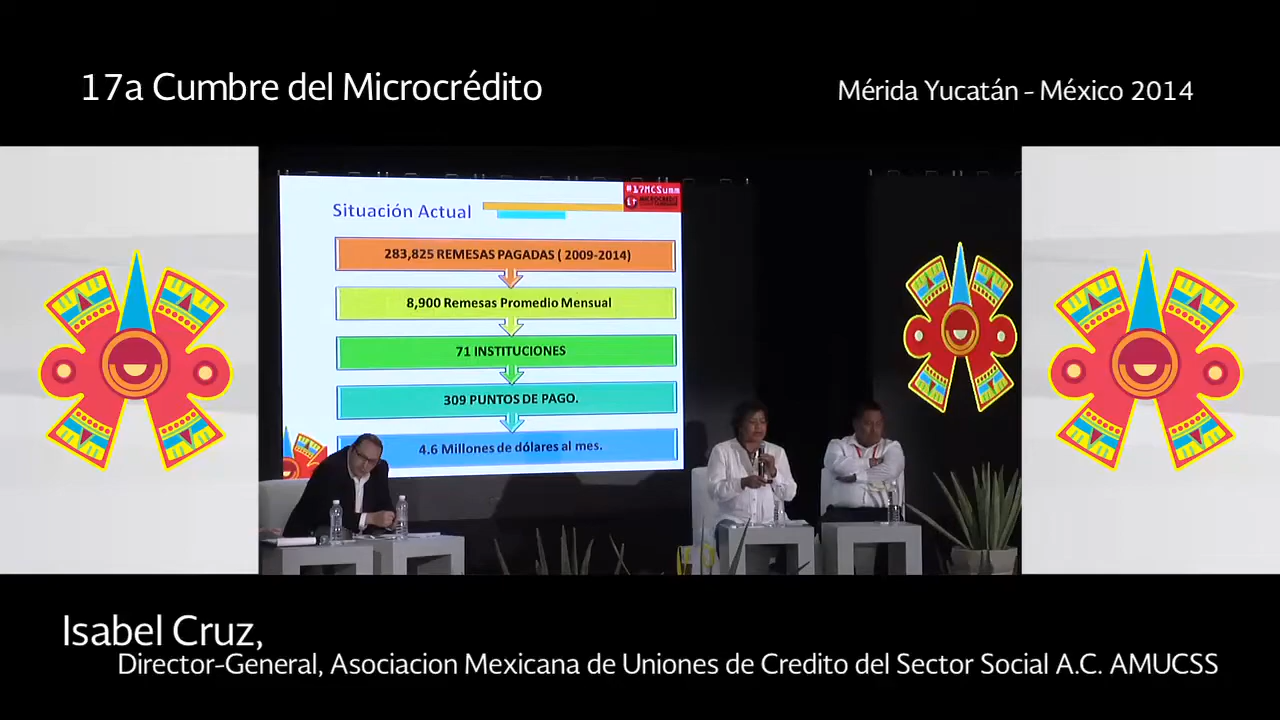 17a Cumbre del Microcrédito
Mérida Yucatán - México 2014
#17MCSumm
Situación Actual
283,825 REMESAS PAGADAS ( 2009-2014)
8,900 Remesas Promedio Mensual
71 INSTITUCIONES
309 PUNTOS DE PAGO.
4.6 Millones de dólares al mes.
Isabel Cruz,
Director-General, Asociacion Mexicana de Uniones de Credito del Sector Social A.C. AMUCSS